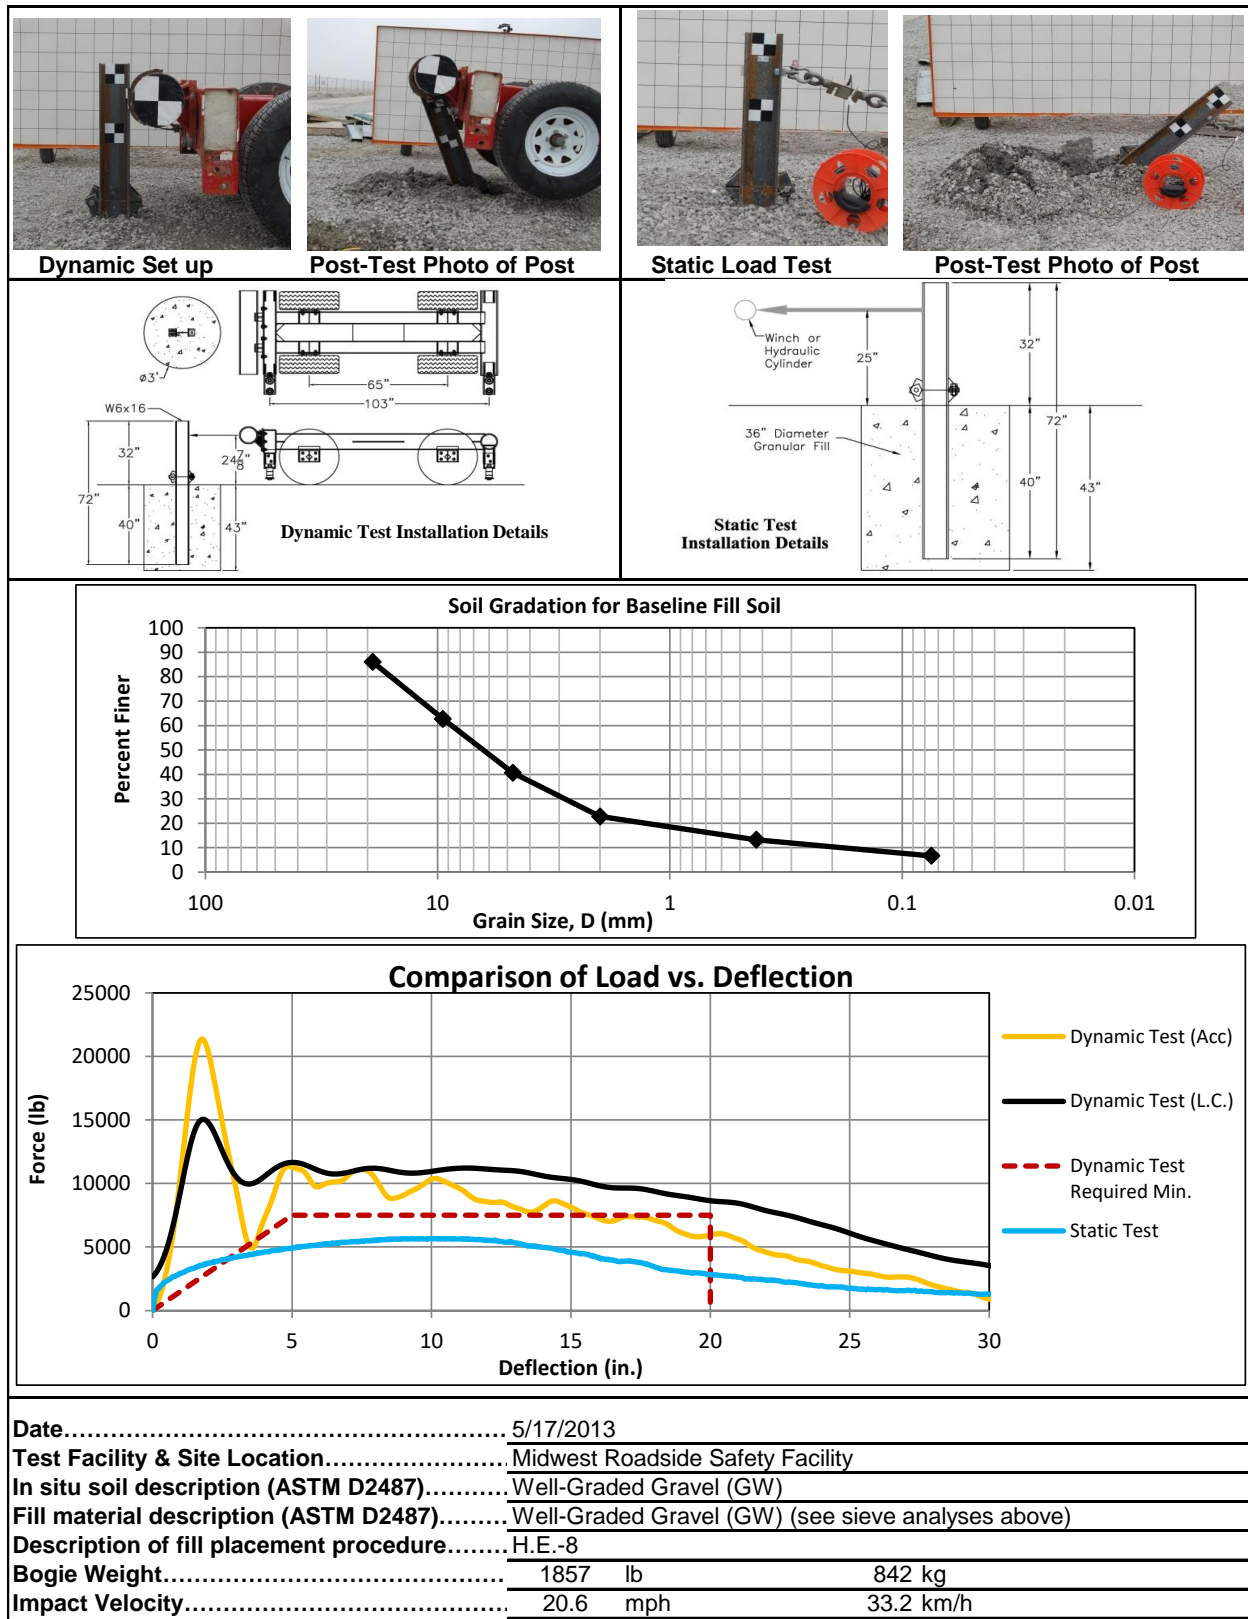 Dynamic Set up
Post-Test Photo of Post
Static Load Test
Post-Test Photo of Post
ø3'
65"
103"
W6x16
32"
72"
40"
43"
24 7/8"
Dynamic Test Installation Details
Winch or
Hydraulic
Cylinder
25"
32"
72"
36" Diameter
Granular Fill
40"
43"
Static Test
Installation Details
Soil Gradation for Baseline Fill Soil
Percent Finer
100
90
80
70
60
50
40
30
20
10
0
100
10
1
0.1
0.01
Grain Size, D (mm)
Comparison of Load vs. Deflection
Force (lb)
25000
20000
15000
10000
5000
0
0
5
10
15
20
25
30
Deflection (in.)
Dynamic Test (Acc)
Dynamic Test (L.C.)
Dynamic Test
Required Min.
Static Test
Date.................................................... 5/17/2013
Test Facility & Site Location..................... Midwest Roadside Safety Facility
In situ soil description (ASTM D2487)......... Well-Graded Gravel (GW)
Fill material description (ASTM D2487)....... Well-Graded Gravel (GW) (see sieve analyses above)
Description of fill placement procedure....... H.E.-8
Bogie Weight......................................... 1857 lb 842 kg
Impact Velocity...................................... 20.6 mph 33.2 km/h